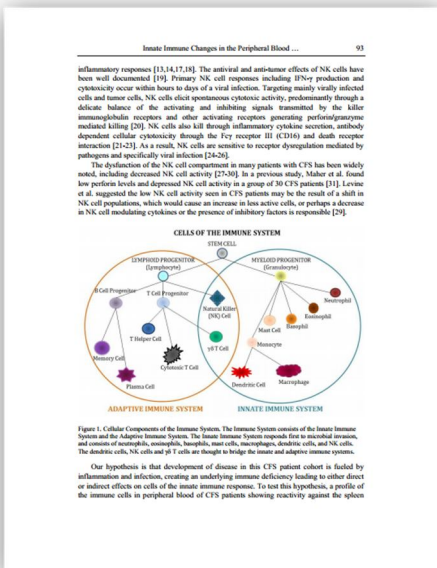 Innate Immune Changes in the Peripheral Blood ... 93
inflammatory responses [13,14,17,18]. The antiviral and anti-tumor effects of NK cells have
been well documented [19]. Primary NK cell responses including IFN-γ production and
cytotoxicity occur within hours to days of a viral infection. Targeting mainly virally infected
cells and tumor cells, NK cells elicit spontaneous cytotoxic activity, predominantly through a
delicate balance of the activating and inhibiting signals transmitted by the killer
immunoglobulin receptors and other activating receptors generating perforin/granzyme
mediated killing [20]. NK cells also kill through inflammatory cytokine secretion, antibody
dependent cellular cytotoxicity through the Fcγ receptor III (CD16) and death receptor
interaction [21-23]. As a result, NK cells are sensitive to receptor dysregulation mediated by
pathogens and specifically viral infection [24-26].
The dysfunction of the NK cell compartment in many patients with CFS has been widely
noted, including decreased NK cell activity [27-30]. In a previous study, Maher et al. found
low perforin levels and depressed NK cell activity in a group of 30 CFS patients [31]. Levine
et al. suggested the low NK cell activity seen in CFS patients may be the result of a shift in
NK cell populations, which would cause an increase in less active cells, or perhaps a decrease
in NK cell modulating cytokines or the presence of inhibitory factors is responsible [29].
CELLS OF THE IMMUNE SYSTEM
STEM CELL
LYMPHOID PROGENITOR
(Lymphocyte)
MYELOID PROGENITOR
(Granulocyte)
B Cell Progenitor
T Cell Progenitor
Natural Killer
(NK) Cell
Neutrophil
Eosinophil
Basophil
Mast Cell
T Helper Cell
Monocyte
γδ T Cell
Memory Cell
Cytotoxic T Cell
Plasma Cell
Dendritic Cell
Macrophage
ADAPTIVE IMMUNE SYSTEM
INNATE IMMUNE SYSTEM
Figure 1. Cellular Components of the Immune System. The Immune System consists of the Innate Immune
System and the Adaptive Immune System. The Innate Immune System responds first to microbial invasion,
and consists of neutrophils, eosinophils, basophils, mast cells, macrophages, dendritic cells, and NK cells.
The dendritic cells, NK cells and γδ T cells are thought to bridge the innate and adaptive immune systems.
Our hypothesis is that development of disease in this CFS patient cohort is fueled by
inflammation and infection, creating an underlying immune deficiency leading to either direct
or indirect effects on cells of the innate immune response. To test this hypothesis, a profile of
the immune cells in peripheral blood of CFS patients showing reactivity against the spleen